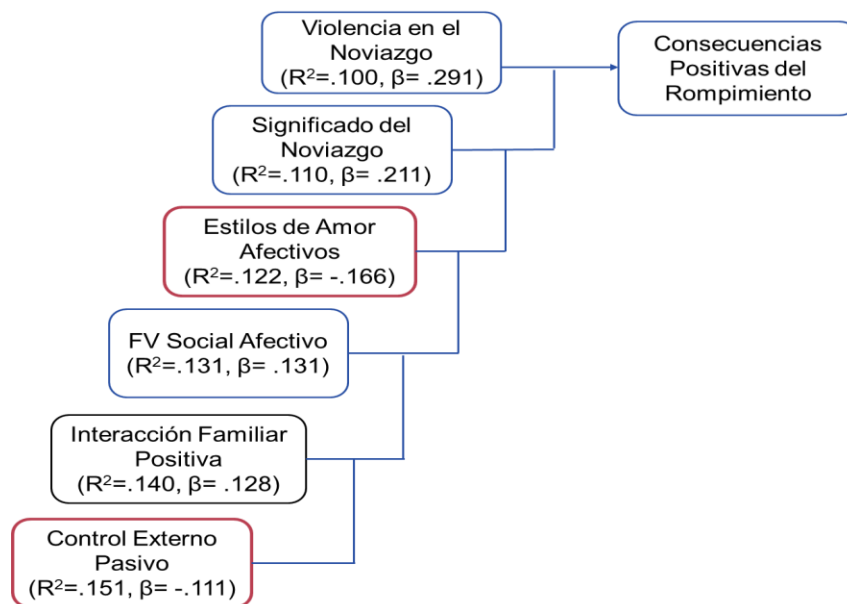 Violencia en el
Noviazgo
(R²=.100, β= .291)
Consecuencias
Positivas del
Rompimiento
Significado del
Noviazgo
(R²=.110, β= .211)
Estilos de Amor
Afectivos
(R²=.122, β= -.166)
FV Social Afectivo
(R²=.131, β= .131)
Interacción Familiar
Positiva
(R²=.140, β= .128)
Control Externo
Pasivo
(R²=.151, β= -.111)